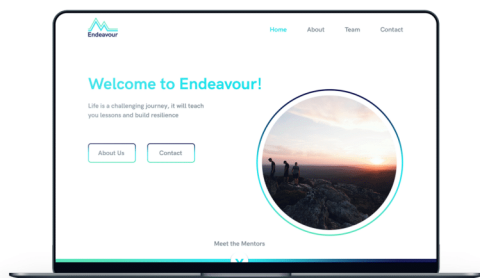 Endeavour
Home About Team Contact
Welcome to Endeavour!
Life is a challenging journey, it will teach
you lessons and build resilience
About Us Contact
Meet the Mentors